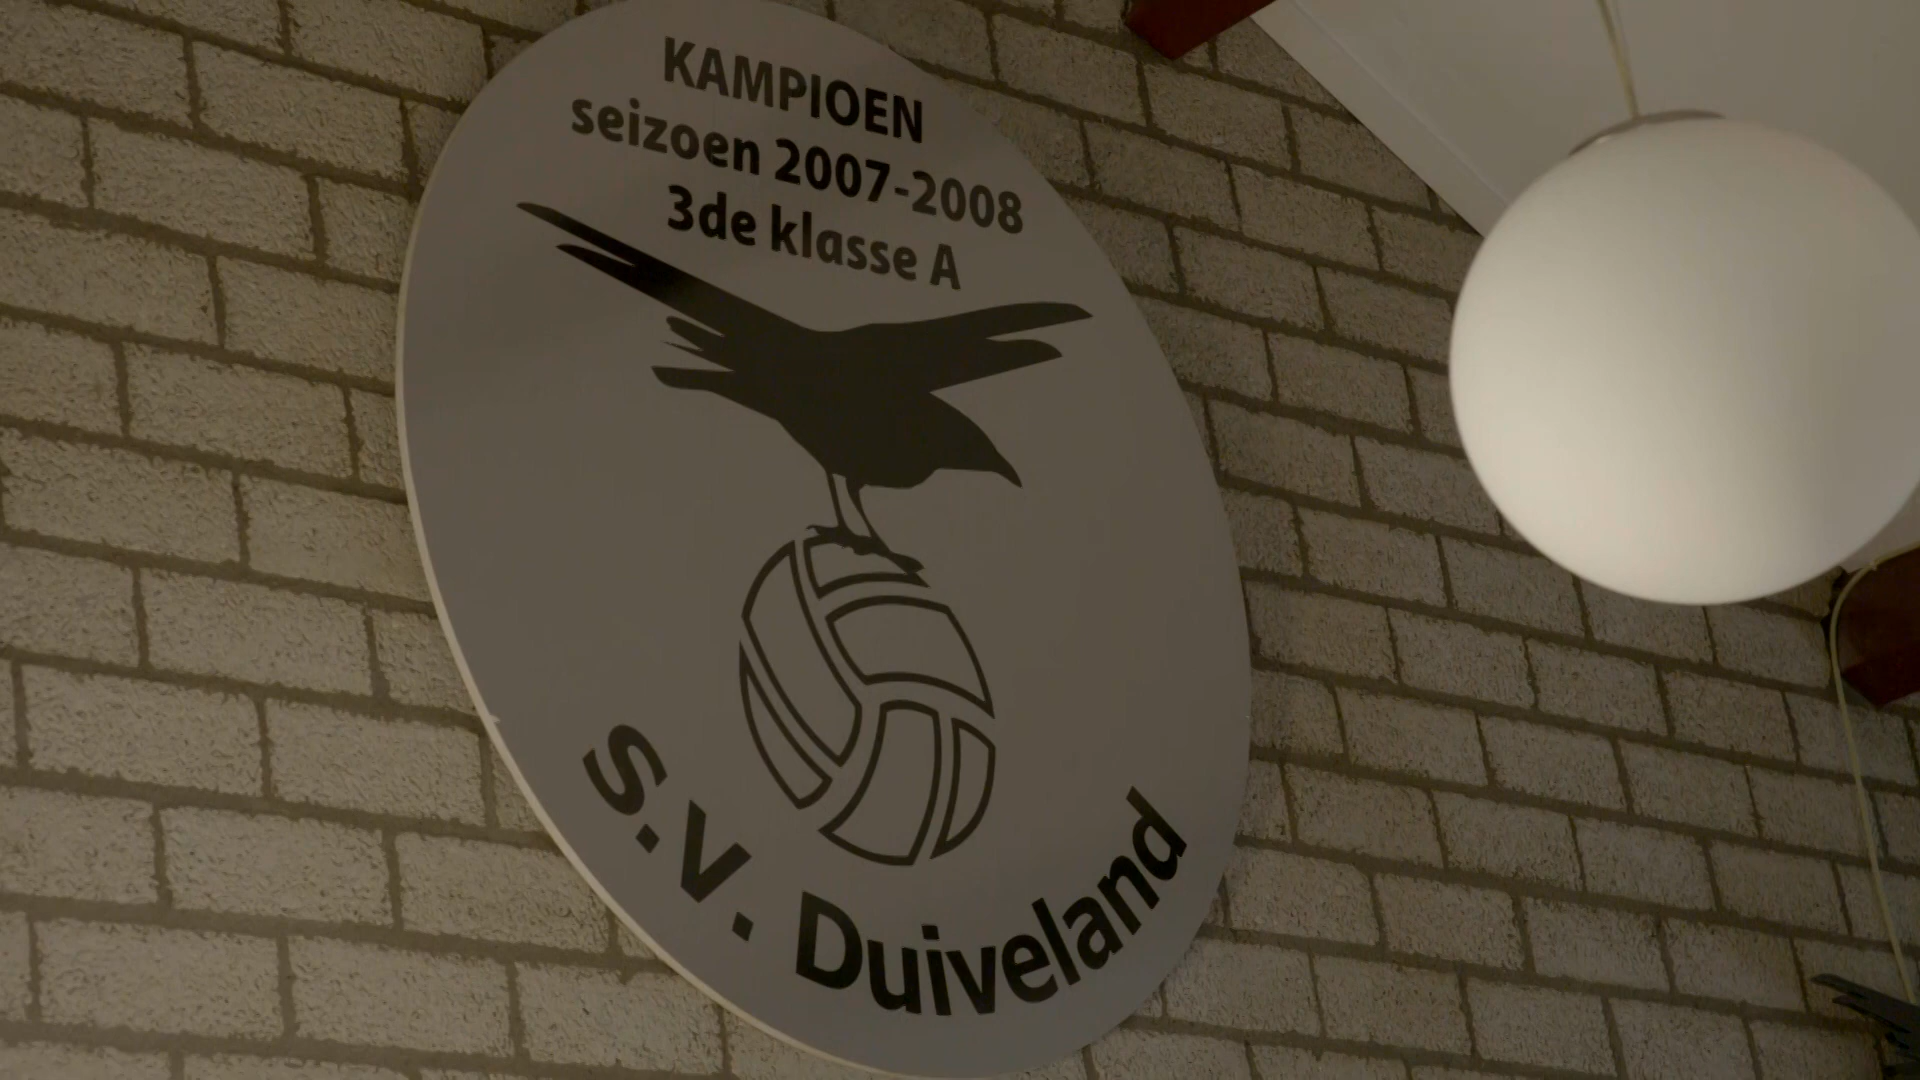 KAMPIOEN
seizoen 2007-2008
3de klasse A
S.V. Duiveland